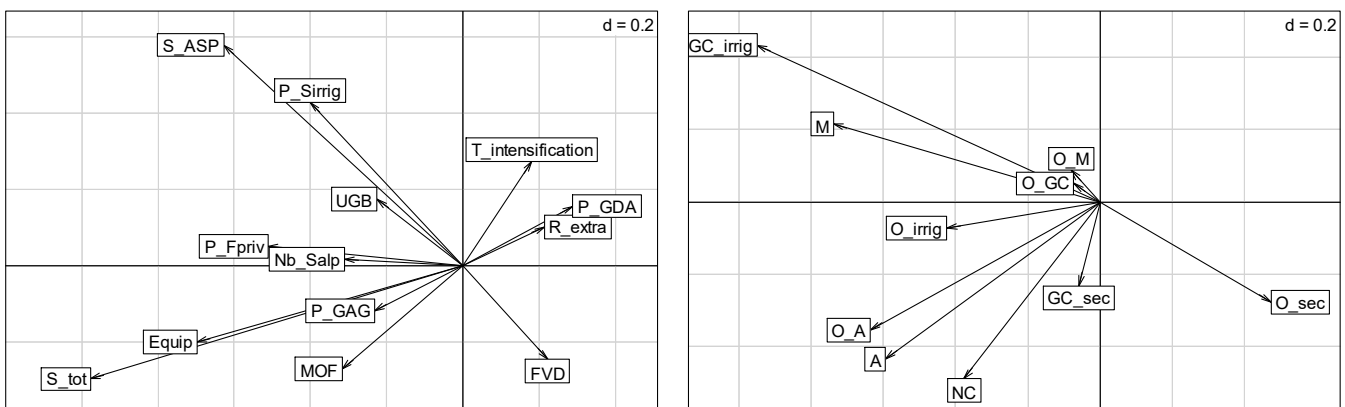 d = 0.2
S_ASP
P_Sirrig
T_intensification
UGB
P_GDA
R_extra
P_Fpriv
Nb_Salp
P_GAG
Equip
MOF
FVD
S_tot
d = 0.2
GC_irrig
M
O_M
O_GC
O_irrig
GC_sec
O_sec
O_A
A
NC